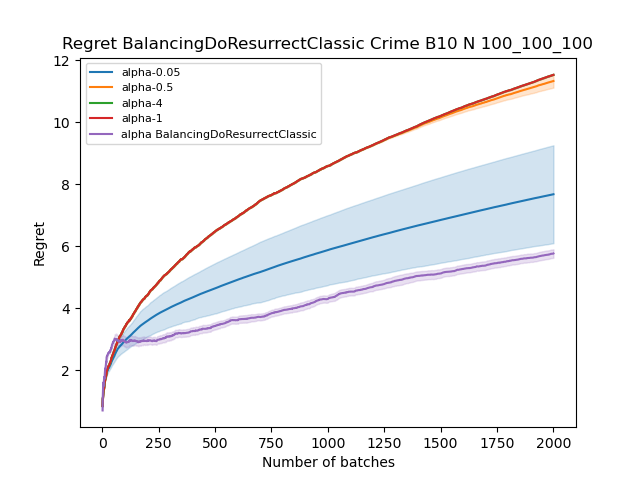 Regret BalancingDoResurrectClassic Crime B10 N 100_100_100
alpha-0.05
alpha-0.5
alpha-4
alpha-1
alpha BalancingDoResurrectClassic
12
10
8
6
4
2
Regret
0
250
500
750
1000
1250
1500
1750
2000
Number of batches